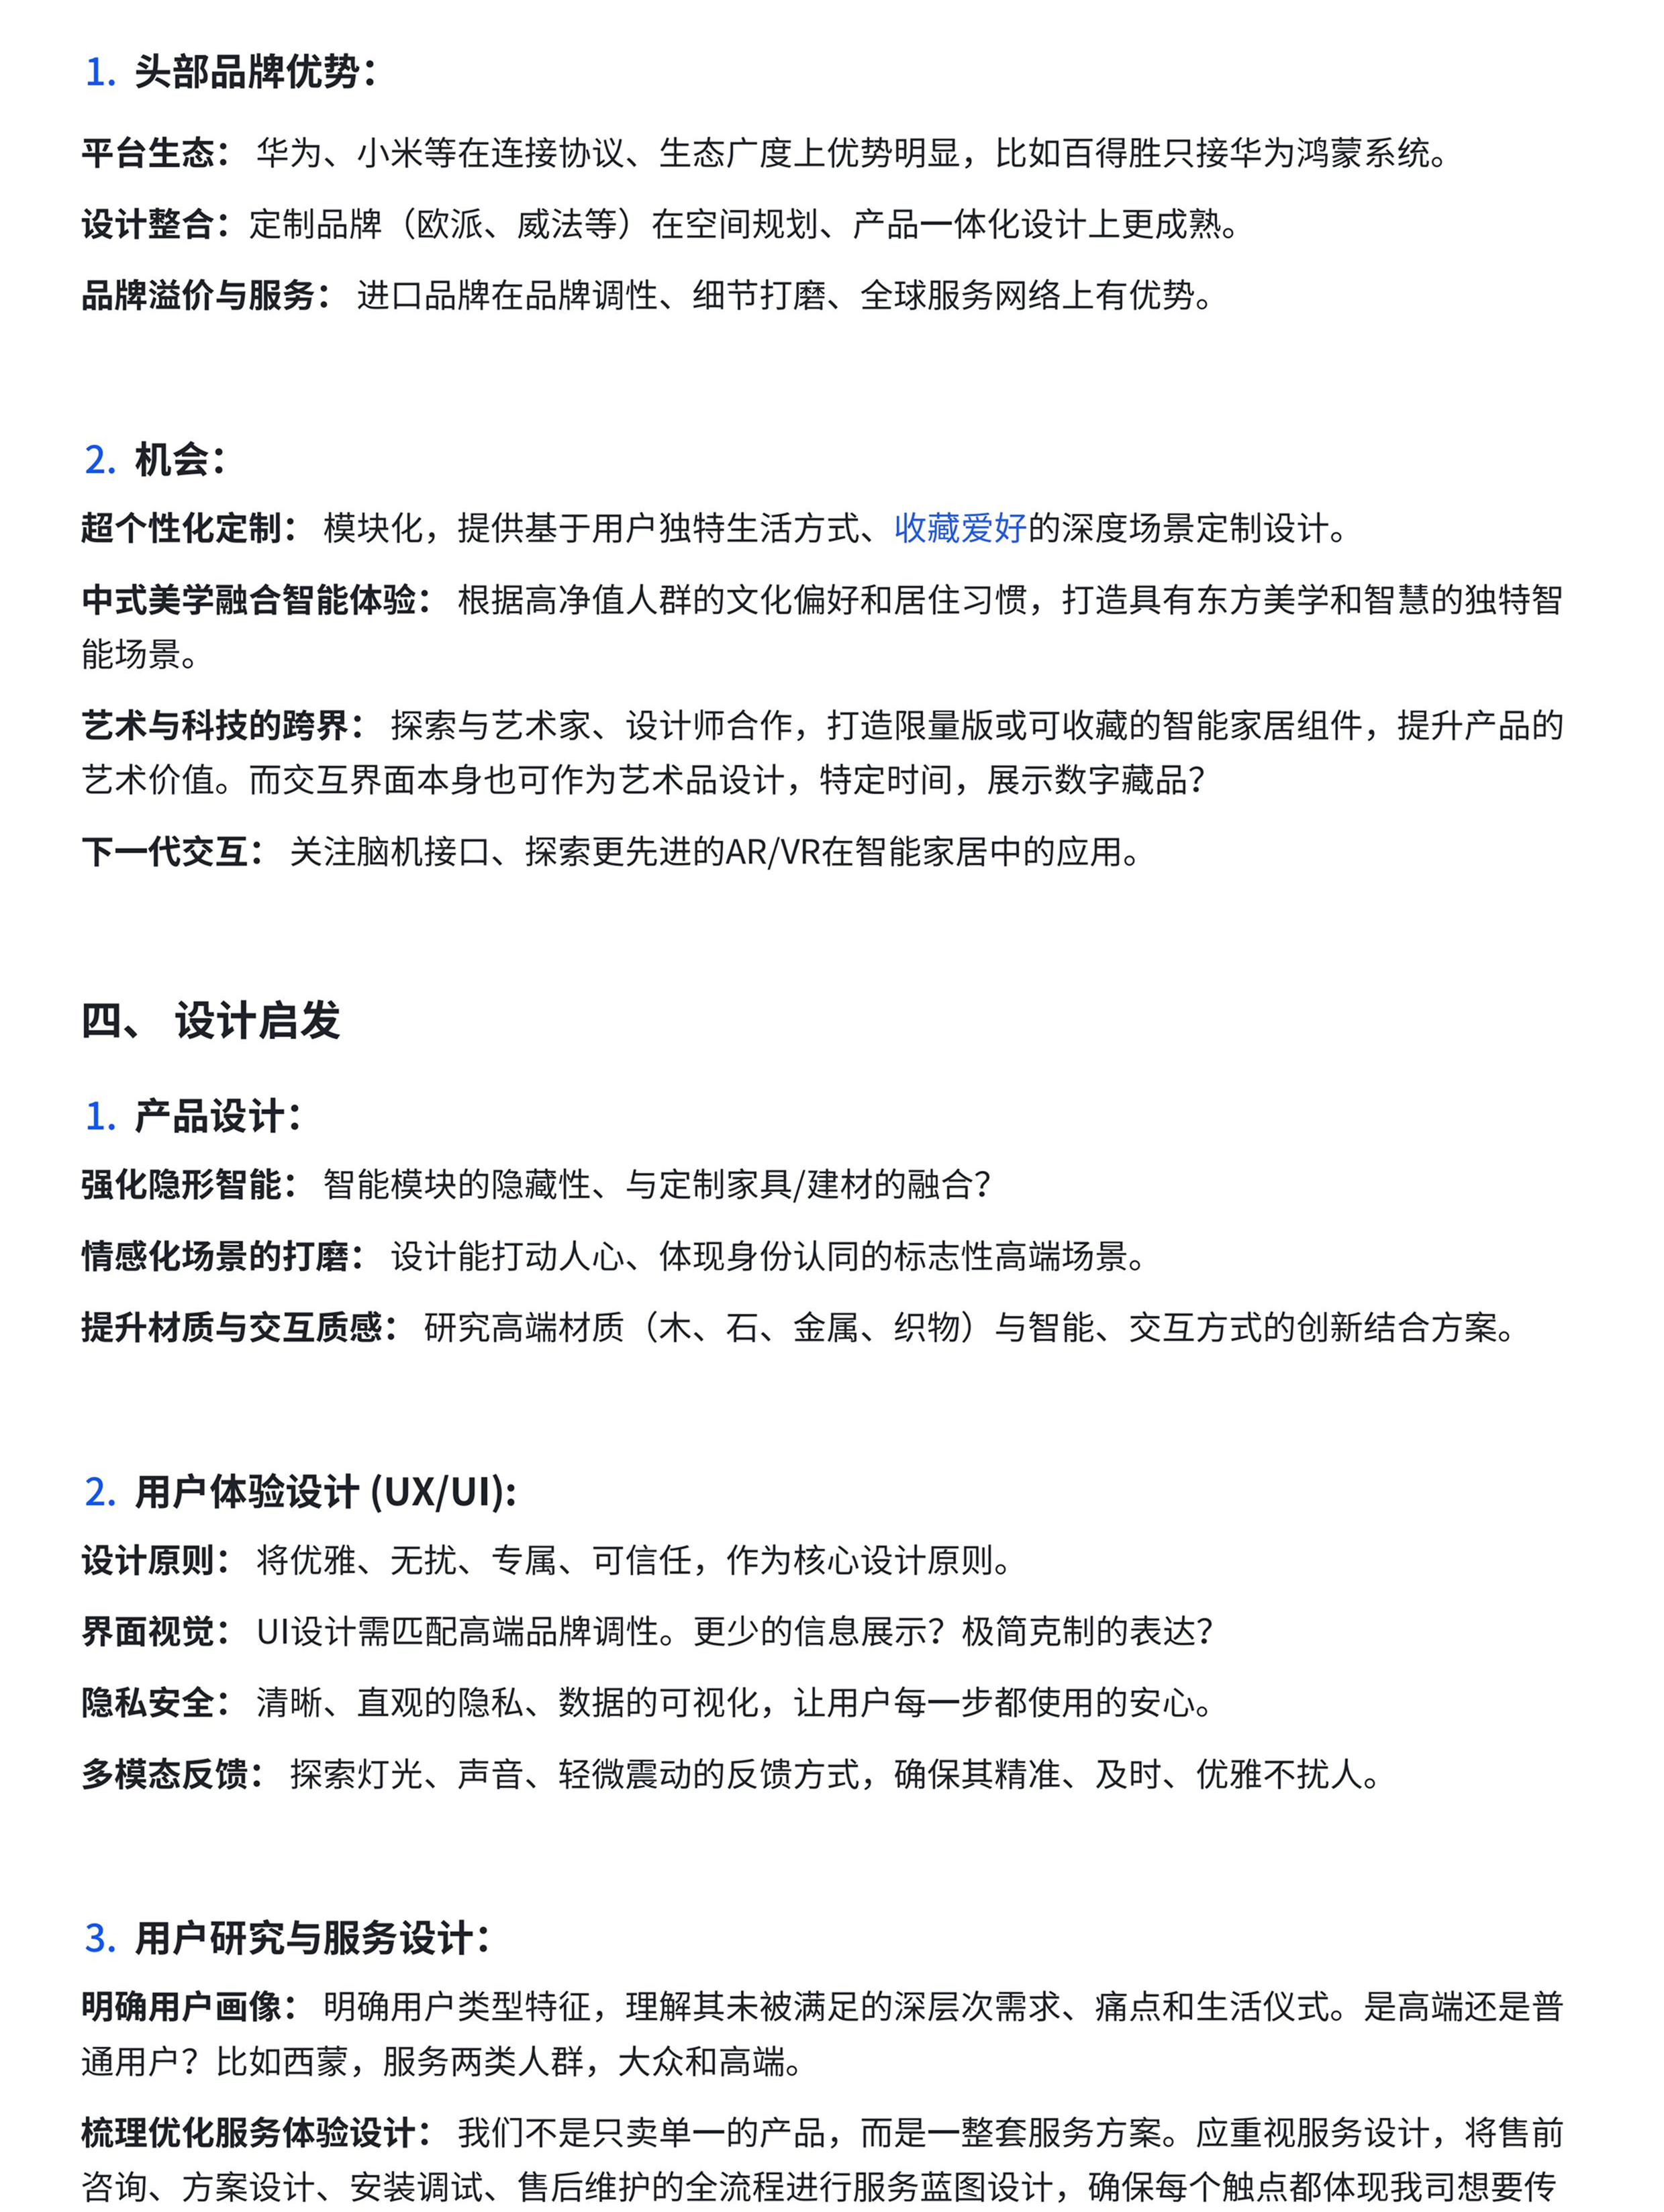 1. 头部品牌优势：
平台生态： 华为、小米等在连接协议、生态广度上优势明显，比如百得胜只接华为鸿蒙系统。
设计整合：定制品牌（欧派、威法等）在空间规划、产品一体化设计上更成熟。
品牌溢价与服务： 进口品牌在品牌调性、细节打磨、全球服务网络上有优势。
2. 机会：
超个性化定制： 模块化，提供基于用户独特生活方式、收藏爱好的深度场景定制设计。
中式美学融合智能体验： 根据高净值人群的文化偏好和居住习惯，打造具有东方美学和智慧的独特智
能场景。
艺术与科技的跨界： 探索与艺术家、设计师合作，打造限量版或可收藏的智能家居组件，提升产品的
艺术价值。而交互界面本身也可作为艺术品设计，特定时间，展示数字藏品？
下一代交互： 关注脑机接口、探索更先进的AR/VR在智能家居中的应用。
四、 设计启发
1. 产品设计：
强化隐形智能： 智能模块的隐藏性、与定制家具/建材的融合？
情感化场景的打磨： 设计能打动人心、体现身份认同的标志性高端场景。
提升材质与交互质感： 研究高端材质（木、石、金属、织物）与智能、交互方式的创新结合方案。
2. 用户体验设计 (UX/UI):
设计原则： 将优雅、无扰、专属、可信任，作为核心设计原则。
界面视觉： UI设计需匹配高端品牌调性。更少的信息展示？极简克制的表达？
隐私安全： 清晰、直观的隐私、数据的可视化，让用户每一步都使用的安心。
多模态反馈： 探索灯光、声音、轻微震动的反馈方式，确保其精准、及时、优雅不扰人。
3. 用户研究与服务设计：
明确用户画像： 明确用户类型特征，理解其未被满足的深层次需求、痛点和生活仪式。是高端还是普
通用户？比如西蒙，服务两类人群，大众和高端。
梳理优化服务体验设计： 我们不是只卖单一的产品，而是一整套服务方案。应重视服务设计，将售前
咨询、方案设计、安装调试、售后维护的全流程进行服务蓝图设计，确保每个触点都体现我司想要传